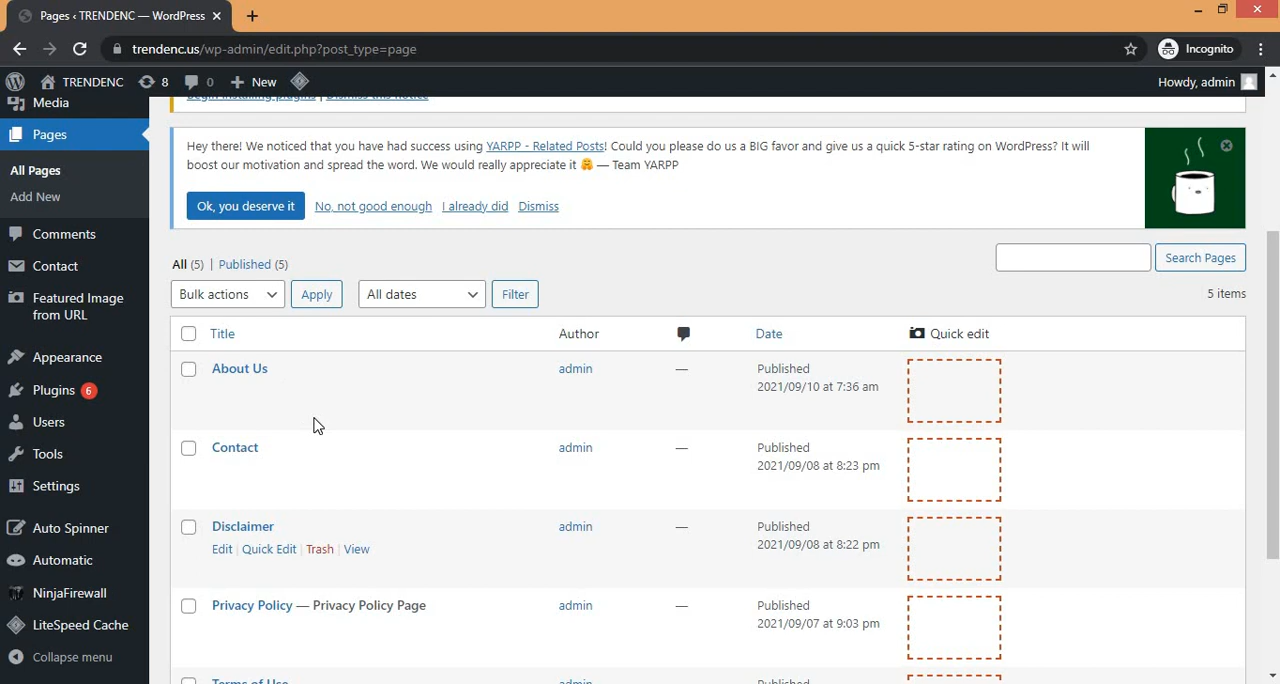 Pages ‹ TRENDENC — WordPress
trendenc.us/wp-admin/edit.php?post_type=page
Incognito
TRENDENC 8 0 New
Howdy, admin
Media
Pages
All Pages
Add New
Comments
Contact
Featured Image
from URL
Appearance
Plugins 6
Users
Tools
Settings
Auto Spinner
Automatic
NinjaFirewall
LiteSpeed Cache
Collapse menu
Begin installing plugins | Dismiss this notice
Hey there! We noticed that you have had success using YARPP - Related Posts! Could you please do us a BIG favor and give us a quick 5-star rating on WordPress? It will
boost our motivation and spread the word. We would really appreciate it 🤗 — Team YARPP
Ok, you deserve it No, not good enough I already did Dismiss
All (5) | Published (5)
Search Pages
Bulk actions Apply All dates Filter
5 items
Title Author Date Quick edit
About Us admin — Published
2021/09/10 at 7:36 am
Contact admin — Published
2021/09/08 at 8:23 pm
Disclaimer admin — Published
Edit | Quick Edit | Trash | View 2021/09/08 at 8:22 pm
Privacy Policy — Privacy Policy Page admin — Published
2021/09/07 at 9:03 pm
Terms of Use admin — Published